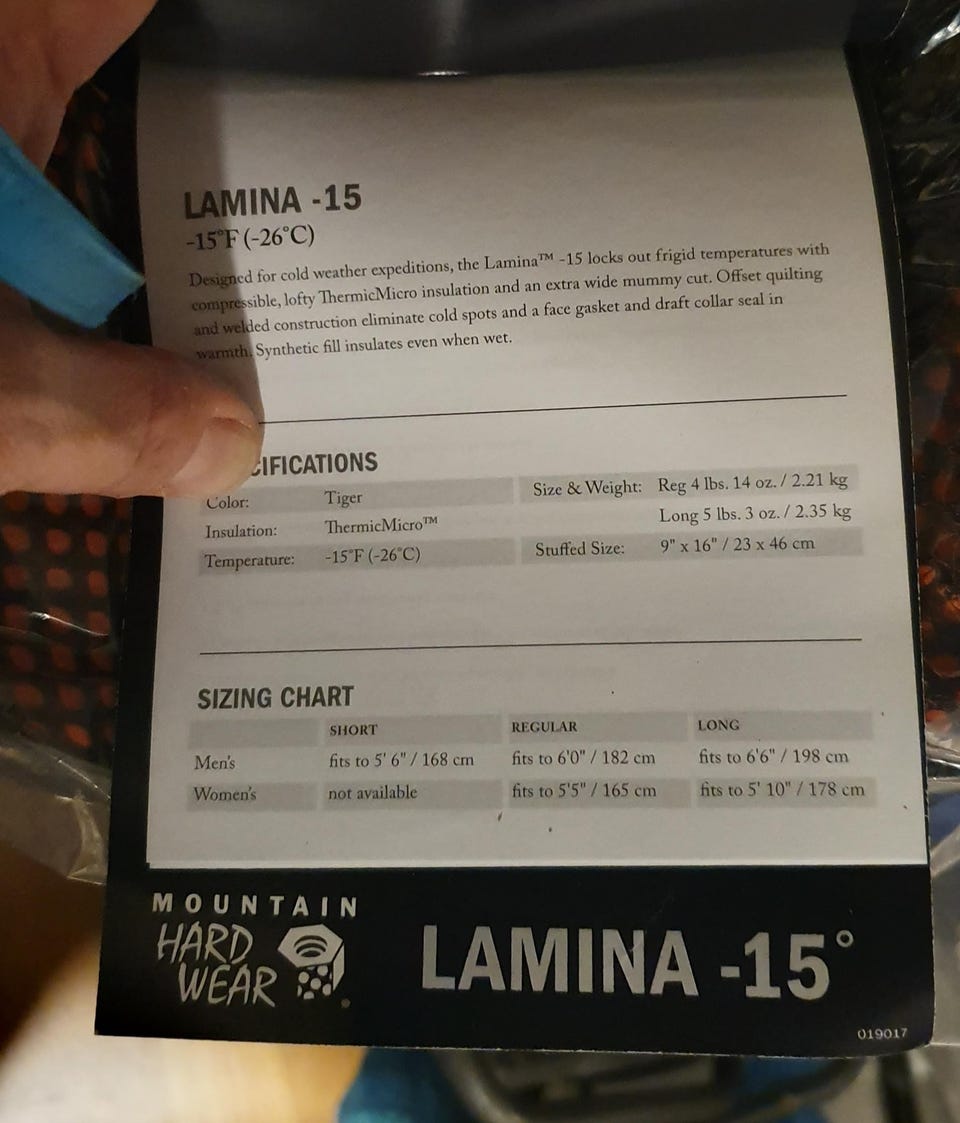 LAMINA -15
-15°F (-26°C)
Designed for cold weather expeditions, the Lamina™ -15 locks out frigid temperatures with
compressible, lofty ThermicMicro insulation and an extra wide mummy cut. Offset quilting
and welded construction eliminate cold spots and a face gasket and draft collar seal in
warmth. Synthetic fill insulates even when wet.
CIFICATIONS
Color: Tiger
Insulation: ThermicMicro™
Temperature: -15°F (-26°C)
Size & Weight: Reg 4 lbs. 14 oz. / 2.21 kg
Long 5 lbs. 3 oz. / 2.35 kg
Stuffed Size: 9" x 16" / 23 x 46 cm
SIZING CHART
SHORT REGULAR LONG
Men's fits to 5' 6" / 168 cm fits to 6'0" / 182 cm fits to 6'6" / 198 cm
Women's not available fits to 5'5" / 165 cm fits to 5' 10" / 178 cm
MOUNTAIN
HARD
WEAR
LAMINA -15°
019017